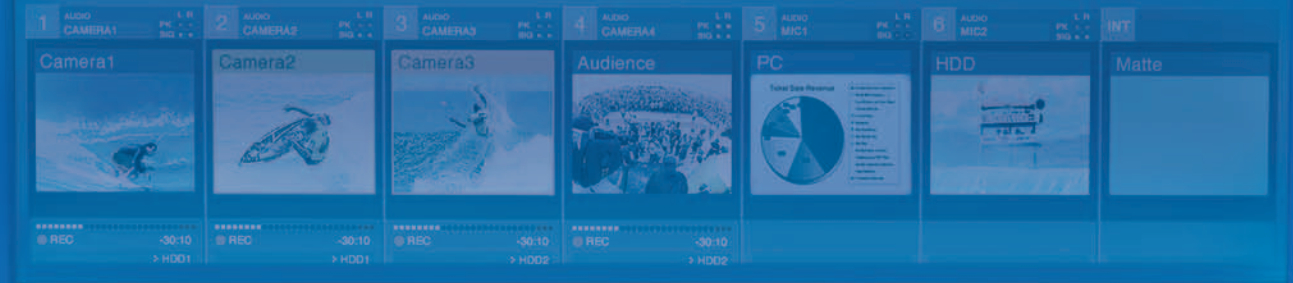 1 AUDIO L R
CAMERA1 PK
SIG
Camera1
REC -30:10
> HDD1
2 AUDIO L R
CAMERA2 PK
SIG
Camera2
REC -30:10
> HDD1
3 AUDIO L R
CAMERA3 PK
SIG
Camera3
REC -30:10
> HDD2
4 AUDIO L R
CAMERA4 PK
SIG
Audience
REC -30:10
> HDD2
5 AUDIO L R
MIC1 PK
SIG
PC
Ticket Sale Revenue
6 AUDIO L R
MIC2 PK
SIG
HDD
INT
Matte